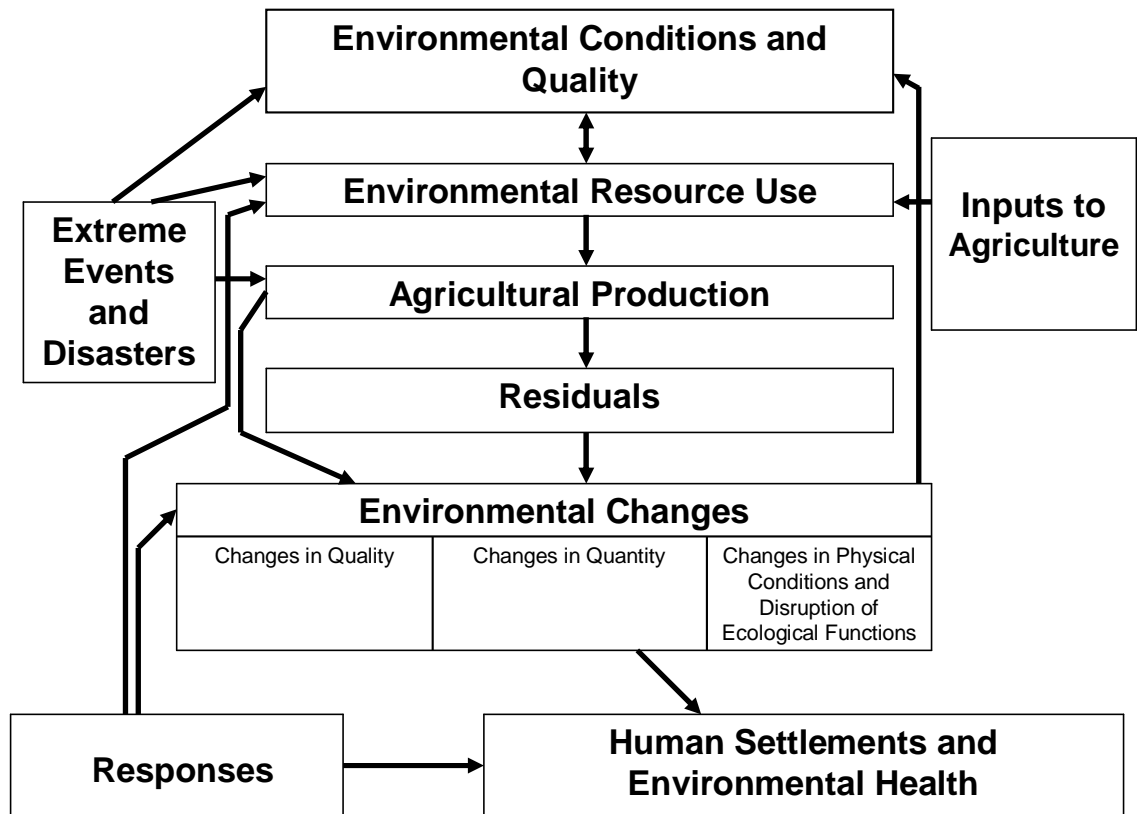 Environmental Conditions and
Quality
Environmental Resource Use
Inputs to
Agriculture
Extreme
Events
and
Disasters
Agricultural Production
Residuals
Environmental Changes
Changes in Quality
Changes in Quantity
Changes in Physical
Conditions and
Disruption of
Ecological Functions
Responses
Human Settlements and
Environmental Health